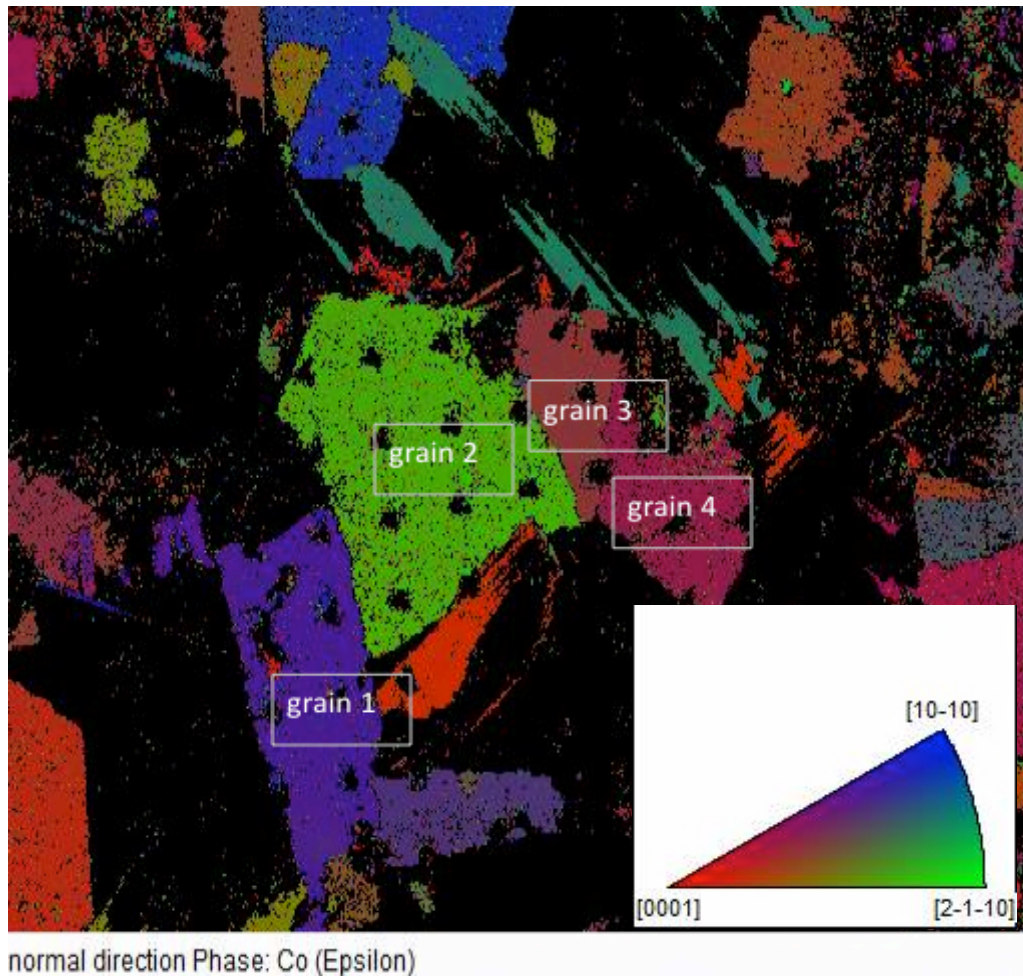 grain 3
grain 2
grain 4
grain 1
[10-10]
[0001]
[2-1-10]
normal direction Phase: Co (Epsilon)